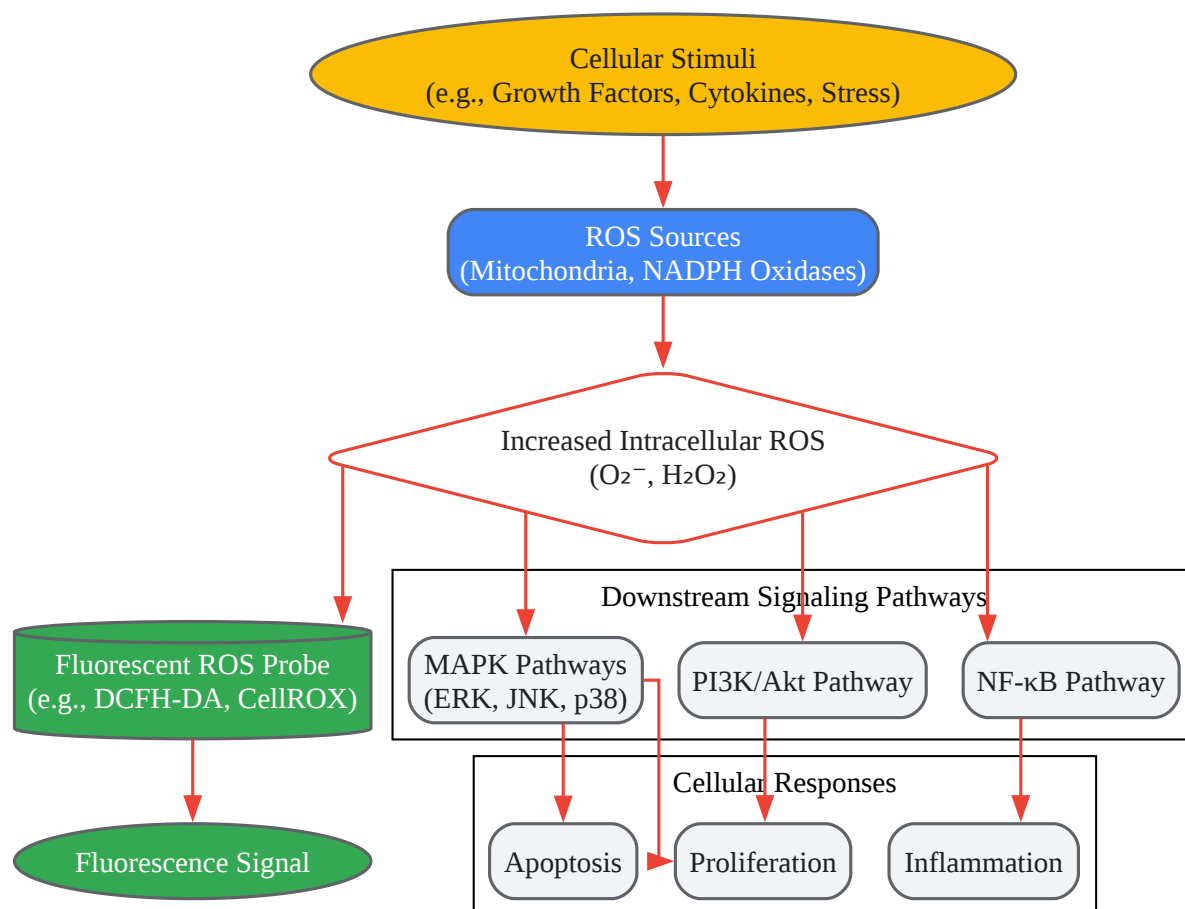 Cellular Stimuli
(e.g., Growth Factors, Cytokines, Stress)
ROS Sources
(Mitochondria, NADPH Oxidases)
Increased Intracellular ROS
(O₂⁻, H₂O₂)
Downstream Signaling Pathways
Fluorescent ROS Probe
(e.g., DCFH-DA, CellROX)
MAPK Pathways
(ERK, JNK, p38)
PI3K/Akt Pathway
NF-κB Pathway
Cellular Responses
Fluorescence Signal
Apoptosis
Proliferation
Inflammation